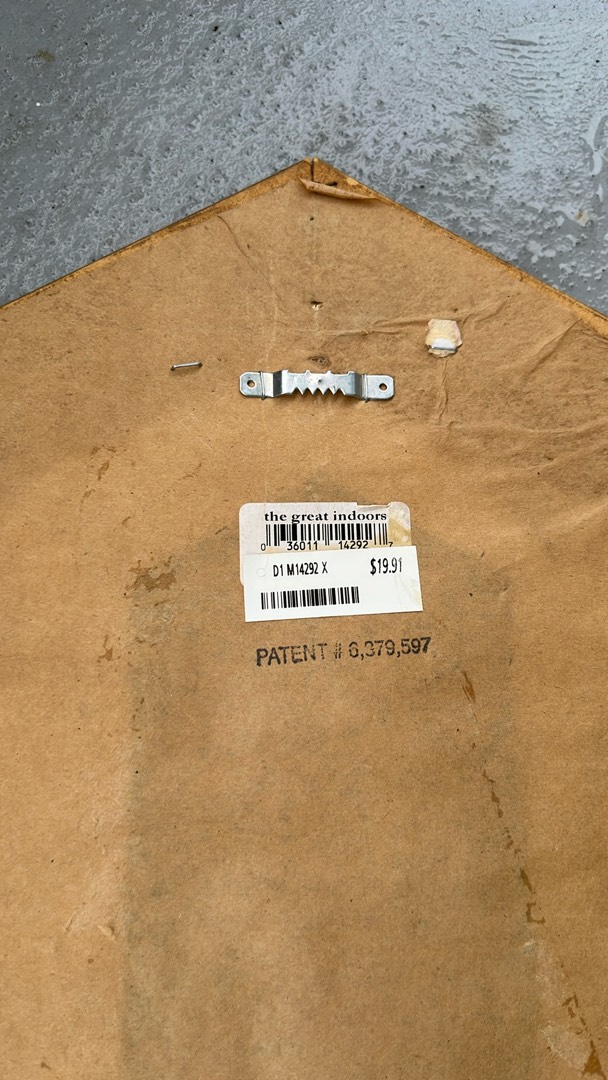 the great indoors
0 36011 14292 7
D1 M14292 X $19.91
PATENT # 6,379,597